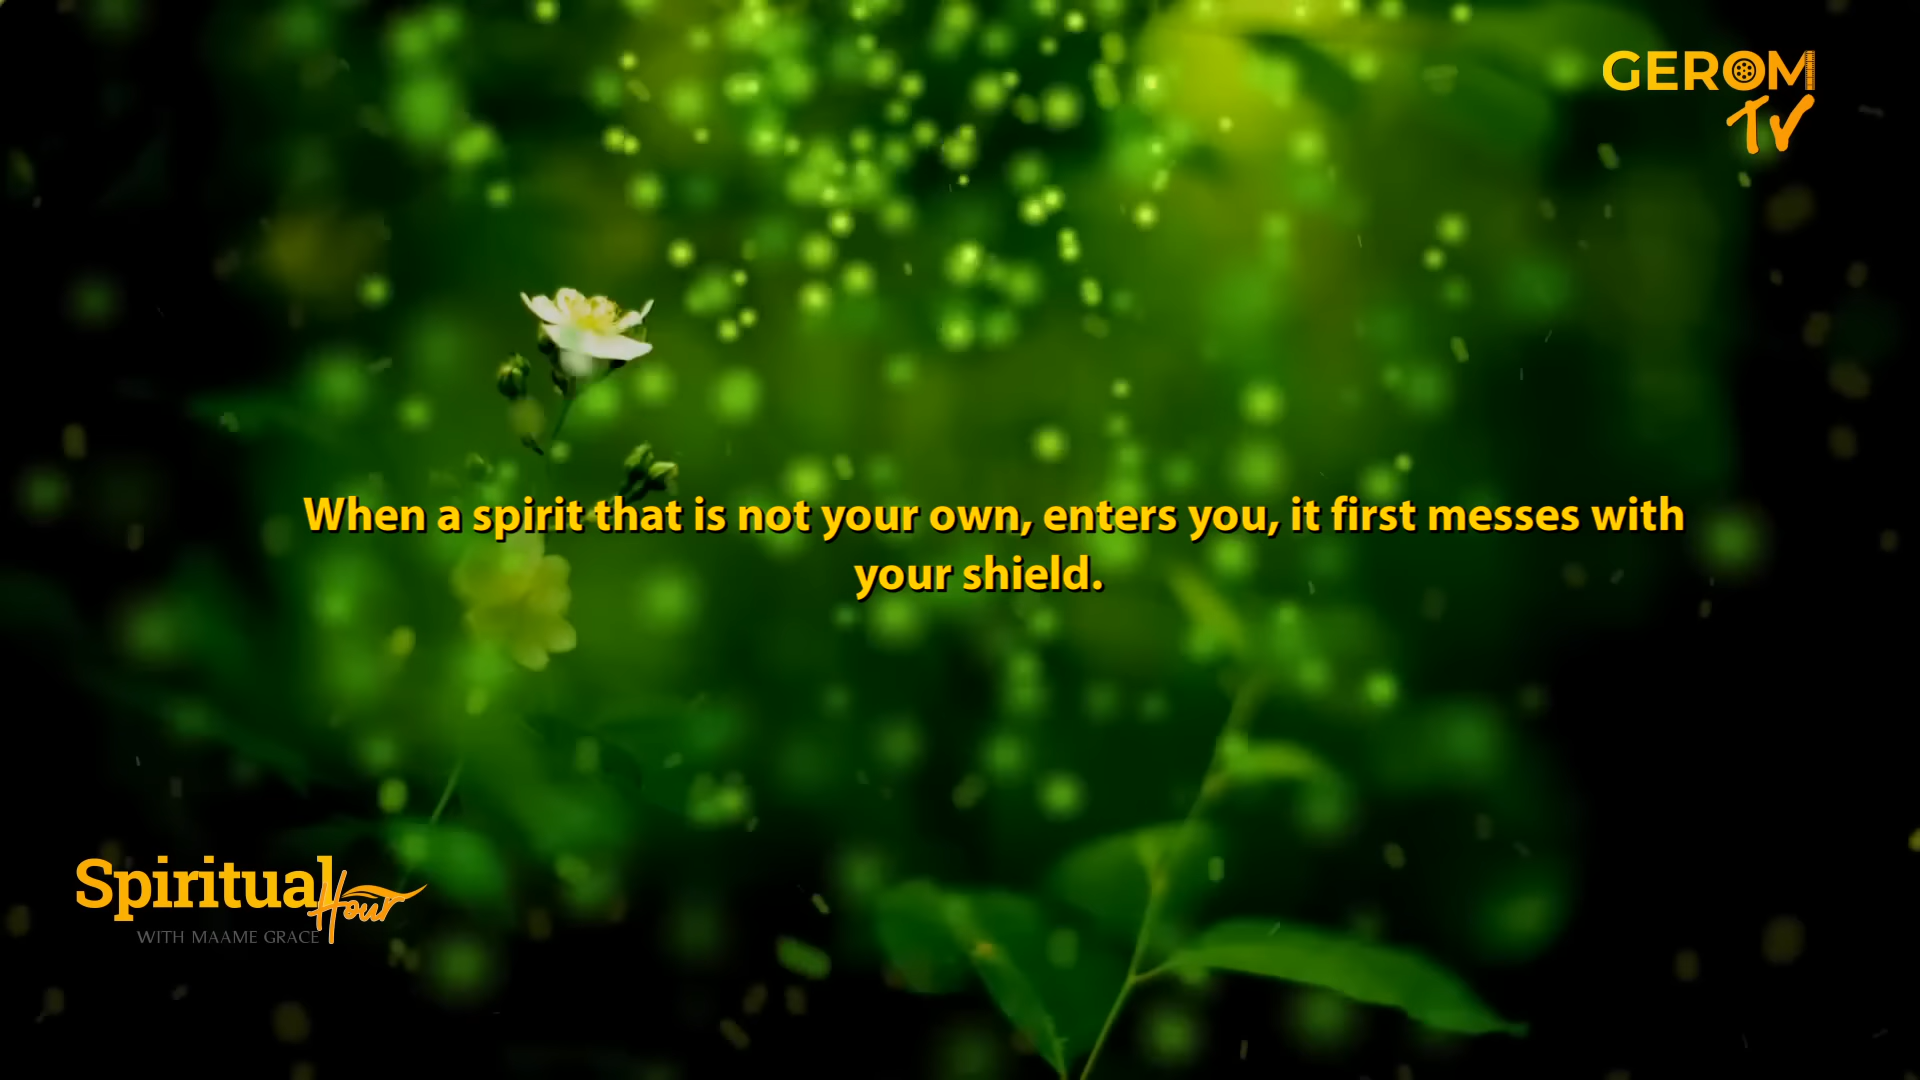 GEROM
TV
When a spirit that is not your own, enters you, it first messes with
your shield.
Spiritual
Hour
WITH MAAME GRACE